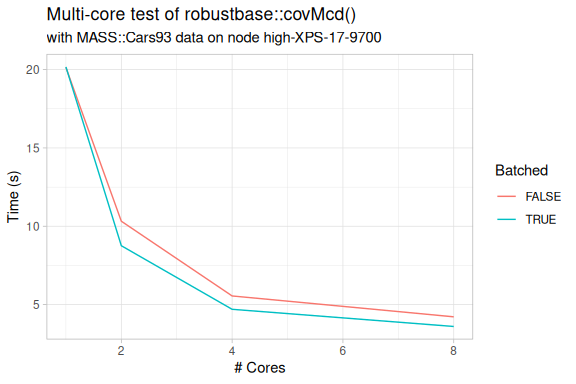 Multi-core test of robustbase::covMcd()
with MASS::Cars93 data on node high-XPS-17-9700
20
15
10
5
Time (s)
2
4
6
8
# Cores
Batched
FALSE
TRUE